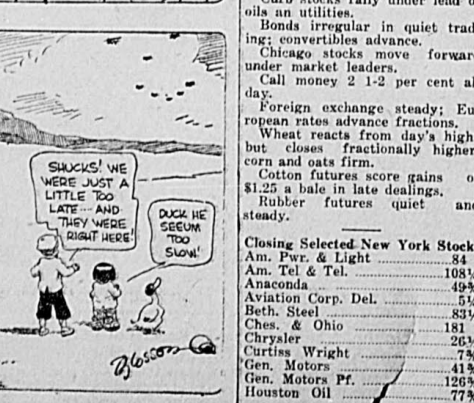 SHUCKS! WE
WERE JUST A
LITTLE TOO
LATE --- AND
THEY WERE
RIGHT HERE!
DUCK HE
SEEUM
TOO
SLOW!
Blosser
stocks rally under lead
oils an utilities.
Bonds irregular in quiet trad
ing; convertibles advance.
Chicago stocks move forwar
under market leaders.
Call money 2 1-2 per cent al
day.
Foreign exchange steady; Eu
ropean rates advance fractions.
Wheat reacts from day's high
but closes fractionally higher
corn and oats firm.
Cotton futures score gains o
$1.25 a bale in late dealings.
Rubber futures quiet an
steady.
Closing Selected New York Stock
Am. Pwr. & Light 84
Am. Tel & Tel. 108
Anaconda 49
Aviation Corp. Del. 5
Beth. Steel 83
Ches. & Ohio 181
Chrysler 26
Curtiss Wright 7
Gen. Motors 41
Gen. Motors Pf. 126
Houston Oil 77